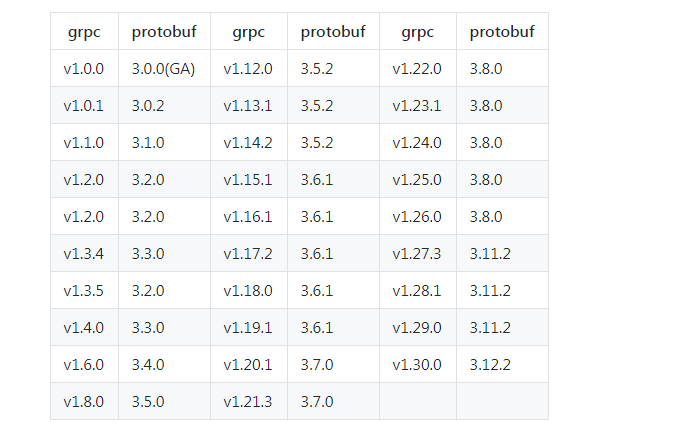 grpc protobuf grpc protobuf grpc protobuf
v1.0.0 3.0.0(GA) v1.12.0 3.5.2 v1.22.0 3.8.0
v1.0.1 3.0.2 v1.13.1 3.5.2 v1.23.1 3.8.0
v1.1.0 3.1.0 v1.14.2 3.5.2 v1.24.0 3.8.0
v1.2.0 3.2.0 v1.15.1 3.6.1 v1.25.0 3.8.0
v1.2.0 3.2.0 v1.16.1 3.6.1 v1.26.0 3.8.0
v1.3.4 3.3.0 v1.17.2 3.6.1 v1.27.3 3.11.2
v1.3.5 3.2.0 v1.18.0 3.6.1 v1.28.1 3.11.2
v1.4.0 3.3.0 v1.19.1 3.6.1 v1.29.0 3.11.2
v1.6.0 3.4.0 v1.20.1 3.7.0 v1.30.0 3.12.2
v1.8.0 3.5.0 v1.21.3 3.7.0